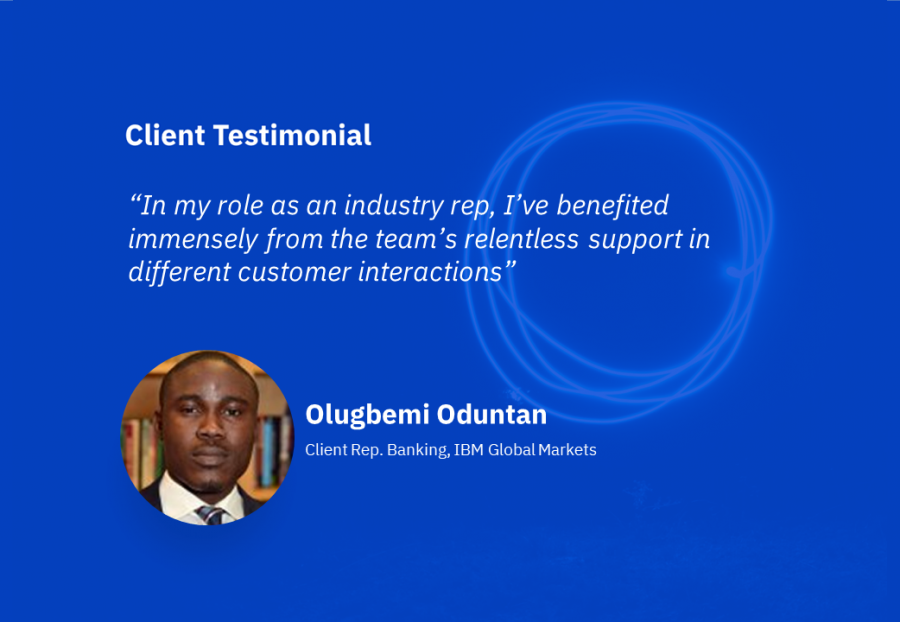 Client Testimonial
“In my role as an industry rep, I’ve benefited
immensely from the team’s relentless support in
different customer interactions”
Olugbemi Oduntan
Client Rep. Banking, IBM Global Markets